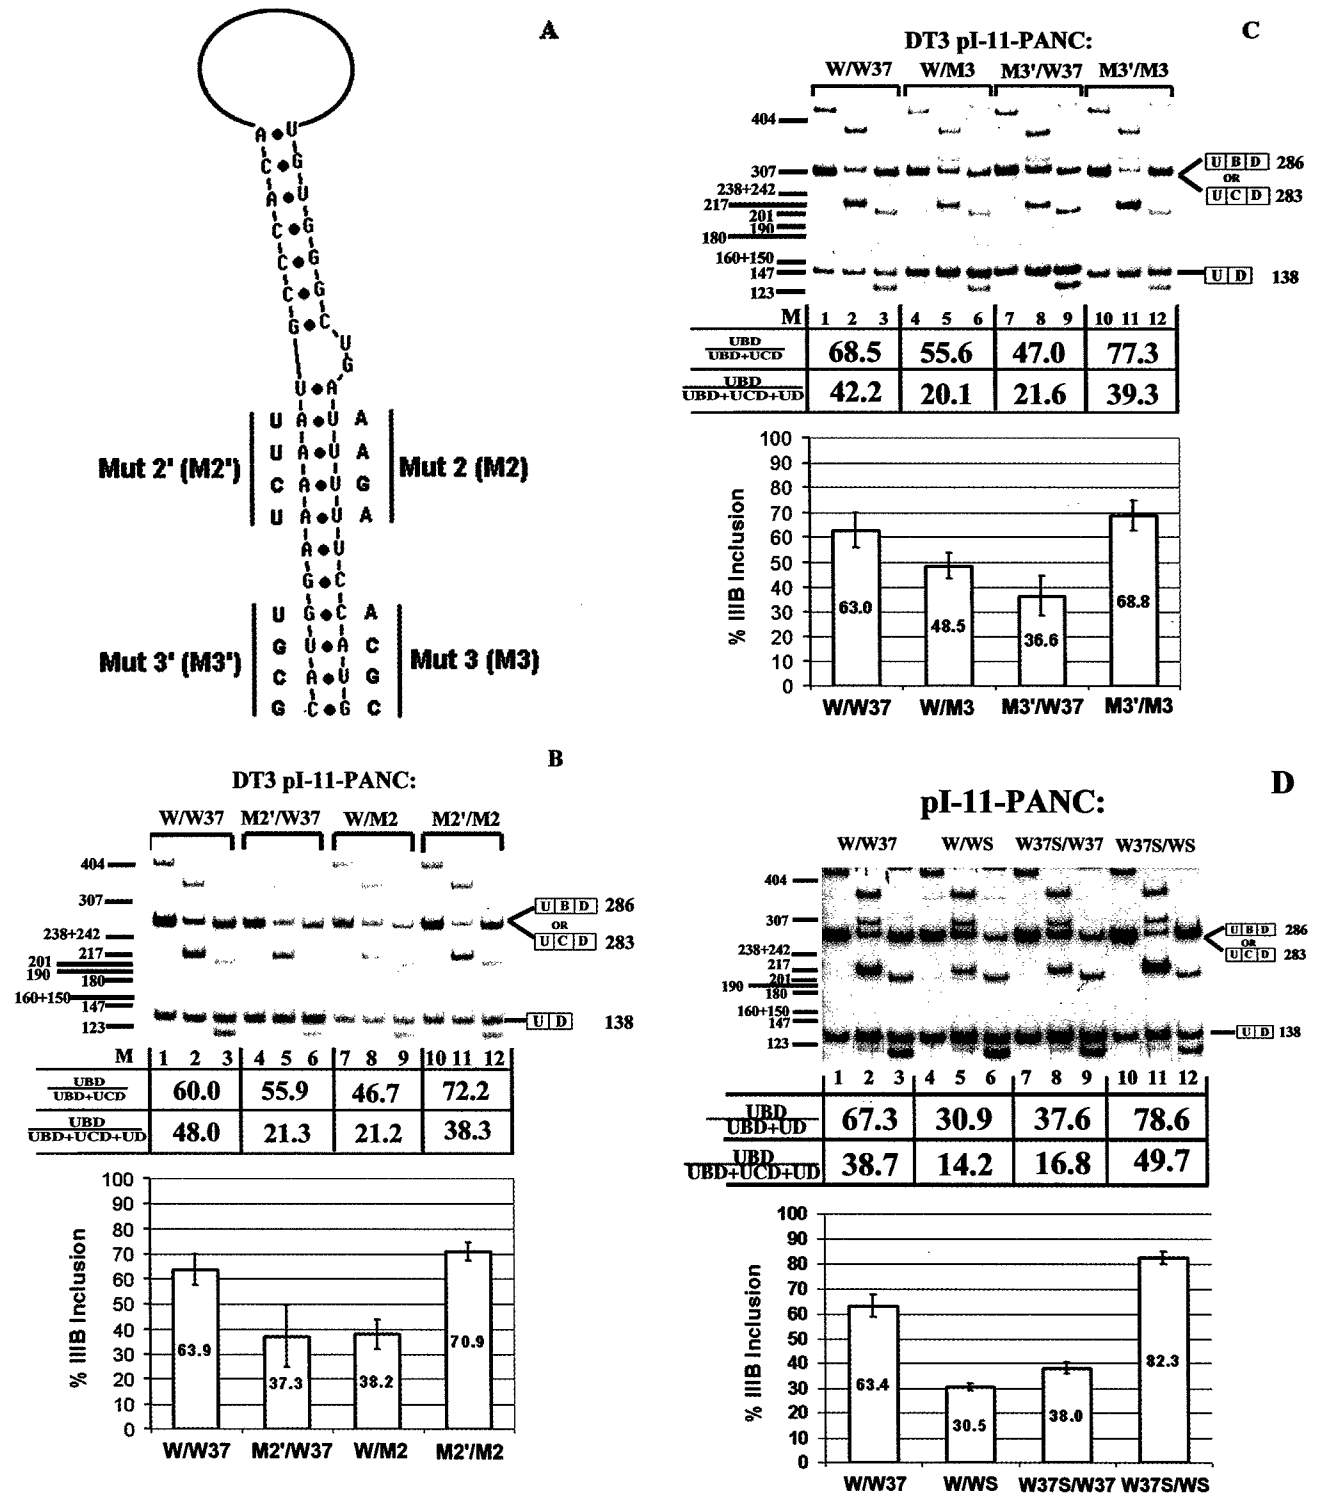 A
A U
C G
A U
C G
C G
C G
G C
U
G
U A
U A U A
U A U A
C A U G
U A U A
A U
G C
U G C A
G U A C
C A U G
G C G C
Mut 2' (M2')
Mut 2 (M2)
Mut 3' (M3')
Mut 3 (M3)
B
DT3 pI-11-PANC:
W/W37 M2'/W37 W/M2 M2'/M2
404
307
238+242
217
201
190
180
160+150
147
123
U B D 286
OR
U C D 283
U D 138
M 1 2 3 4 5 6 7 8 9 10 11 12
UBD
UBD+UCD
60.0 55.9 46.7 72.2
UBD
UBD+UCD+UD
48.0 21.3 21.2 38.3
% IIIB Inclusion
100
90
80
70
60
50
40
30
20
10
0
63.9 37.3 38.2 70.9
W/W37 M2'/W37 W/M2 M2'/M2
C
DT3 pI-11-PANC:
W/W37 W/M3 M3'/W37 M3'/M3
404
307
238+242
217
201
190
180
160+150
147
123
U B D 286
OR
U C D 283
U D 138
M 1 2 3 4 5 6 7 8 9 10 11 12
UBD
UBD+UCD
68.5 55.6 47.0 77.3
UBD
UBD+UCD+UD
42.2 20.1 21.6 39.3
% IIIB Inclusion
100
90
80
70
60
50
40
30
20
10
0
63.0 48.5 36.6 68.8
W/W37 W/M3 M3'/W37 M3'/M3
D
pI-11-PANC:
W/W37 W/WS W37S/W37 W37S/WS
404
307
238+242
217
201
190
180
160+150
147
123
U B D 286
OR
U C D 283
U D 138
1 2 3 4 5 6 7 8 9 10 11 12
UBD
UBD+UD
67.3 30.9 37.6 78.6
UBD
UBD+UCD+UD
38.7 14.2 16.8 49.7
% IIIB Inclusion
100
90
80
70
60
50
40
30
20
10
0
63.4 30.5 38.0 82.3
W/W37 W/WS W37S/W37 W37S/WS